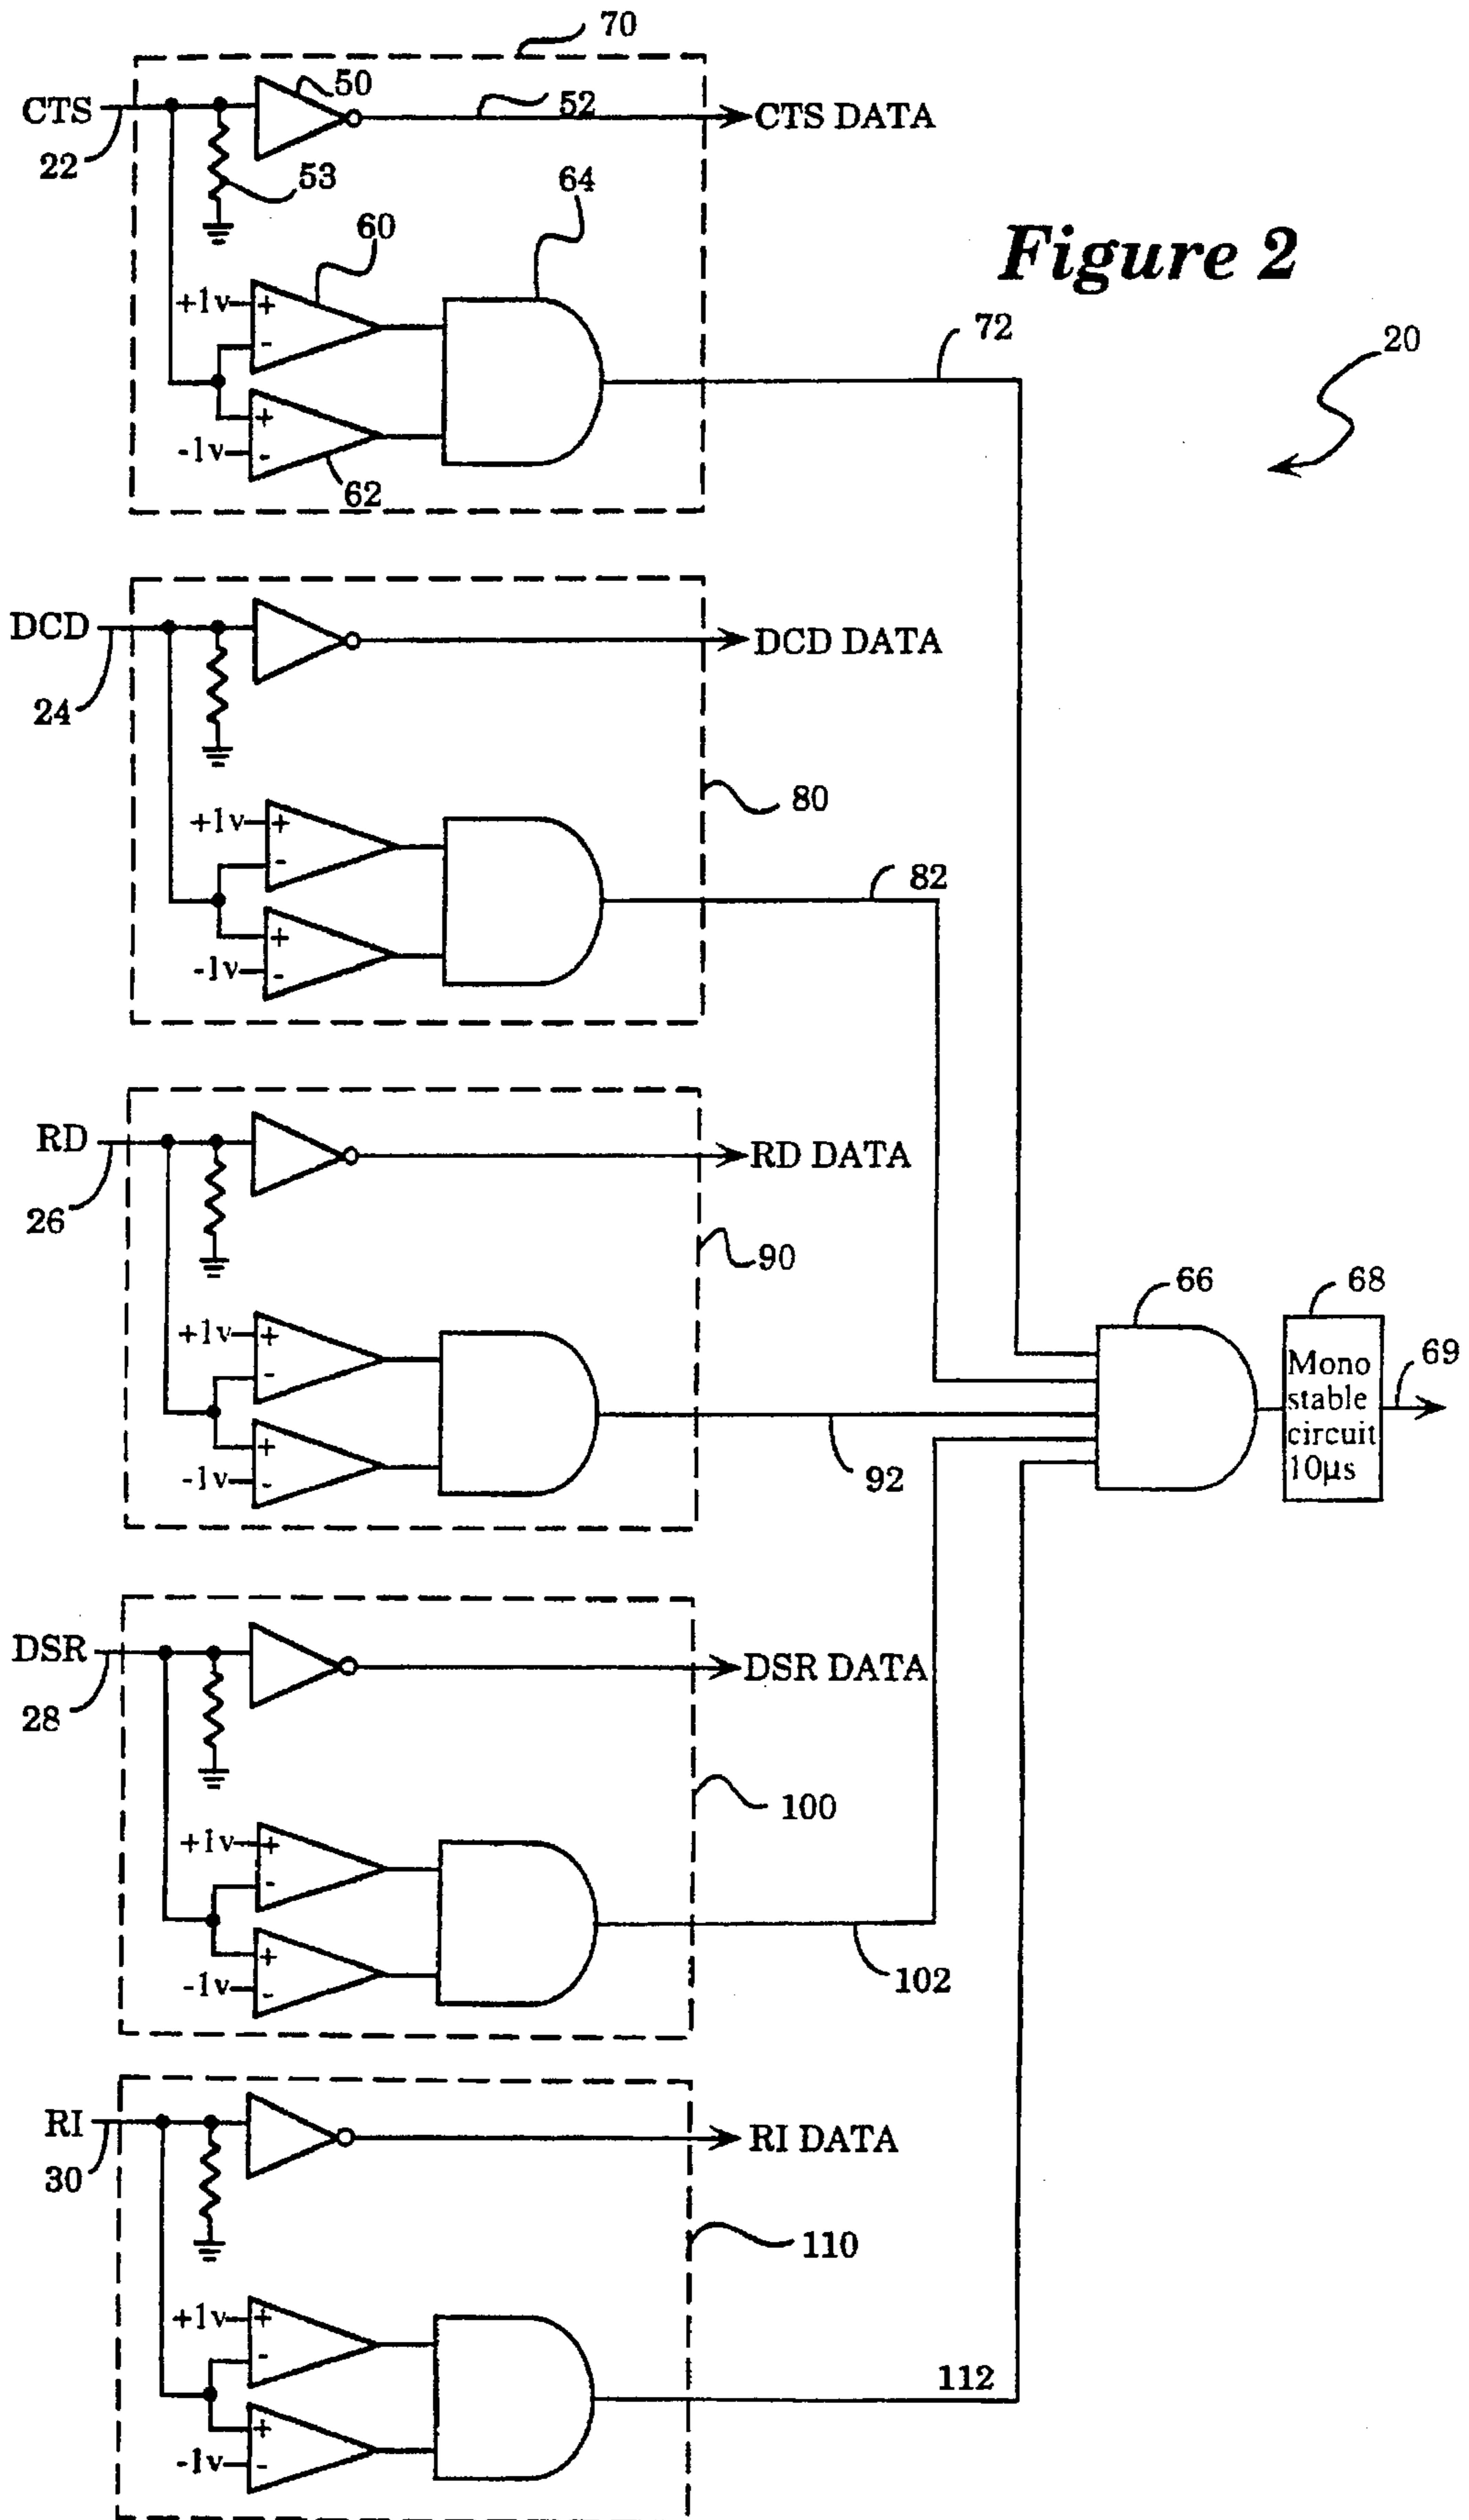 70
CTS
50
52
CTS DATA
22
53
64
60
Figure 2
+1v
+
-
72
20
+
-1v
-
62
DCD
DCD DATA
24
80
+1v
+
-
82
+
-1v
-
RD
RD DATA
26
90
+1v
+
-
66
68
Mono
stable
circuit
10µs
69
+
-1v
-
92
DSR
DSR DATA
28
100
+1v
+
-
+
-1v
-
102
RI
RI DATA
30
110
+1v
+
-
112
+
-1v
-